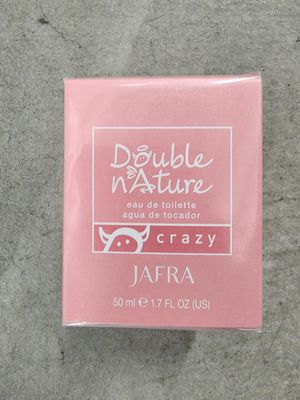 Double
nAture
eau de toilette
agua de tocador
crazy
JAFRA
50 ml e 1.7 FL OZ (US)